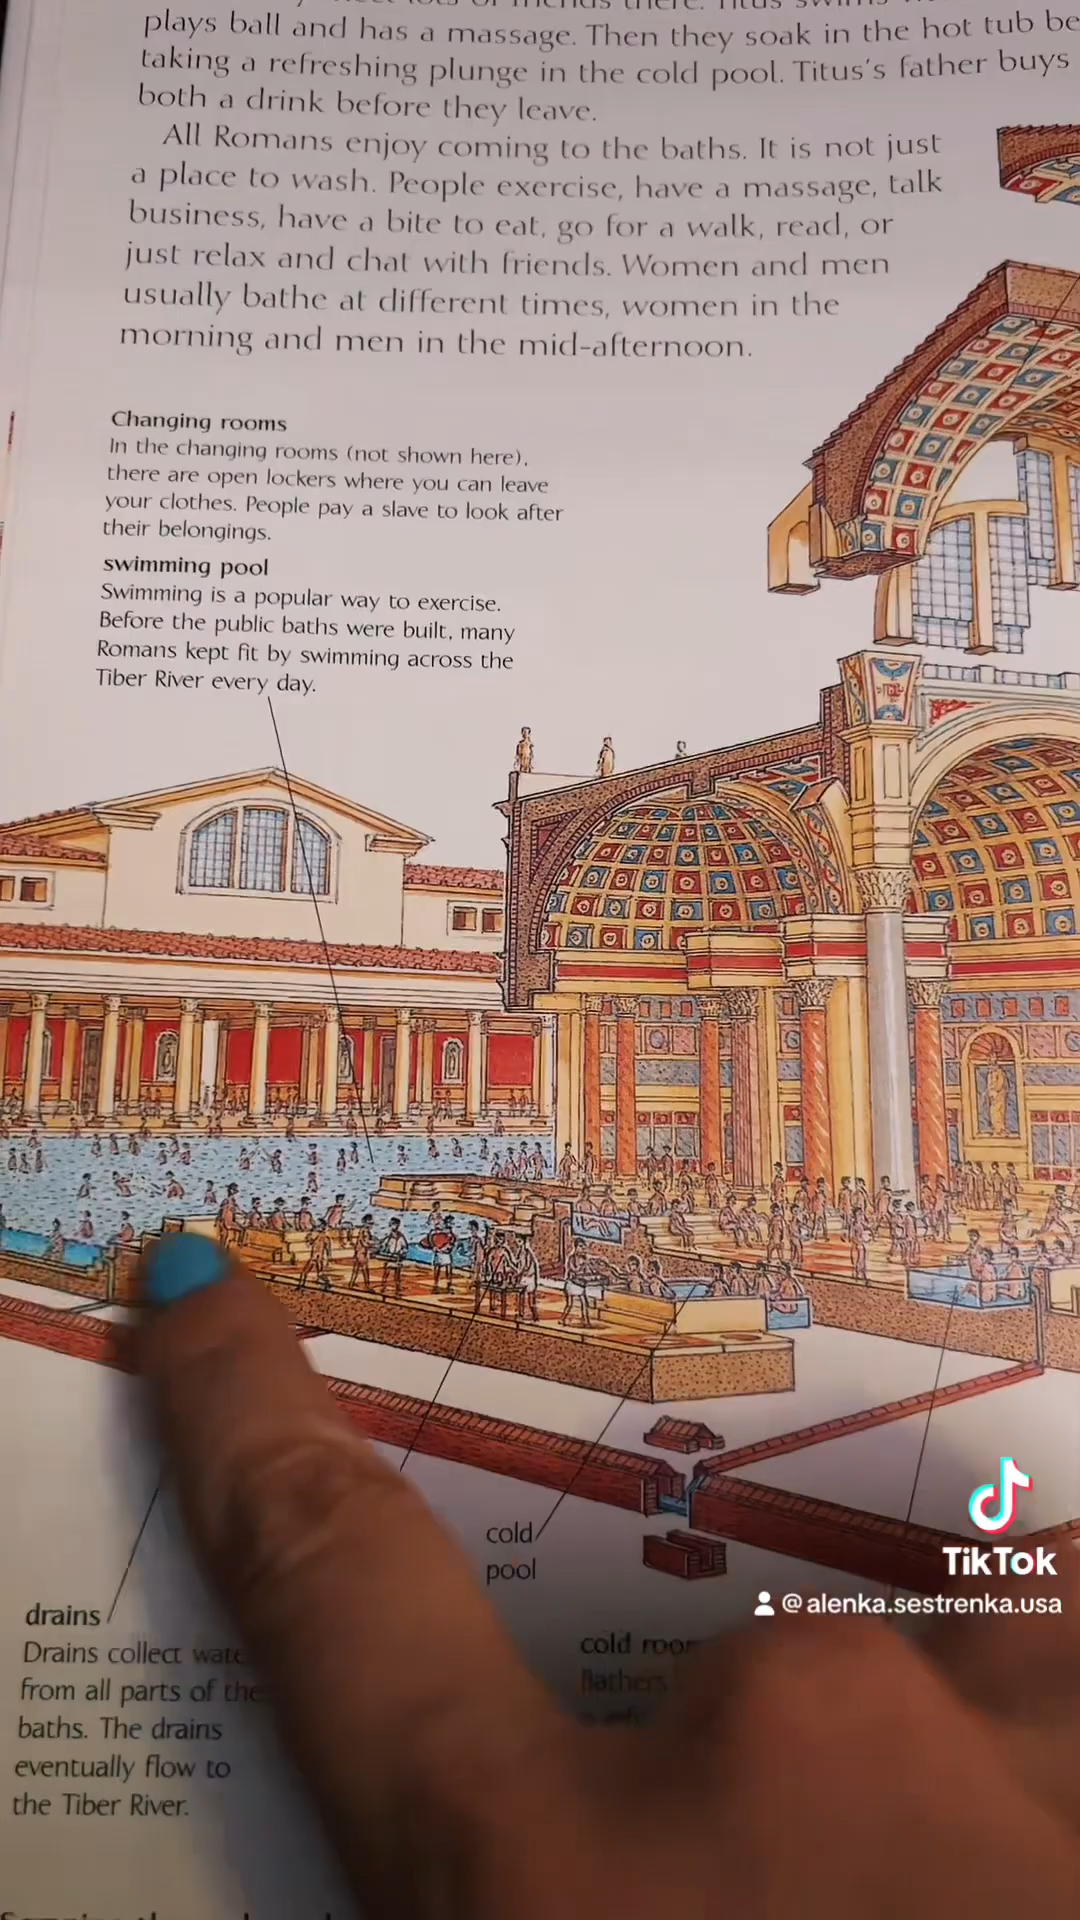 plays ball and has a massage. Then they soak in the hot tub be
taking a refreshing plunge in the cold pool. Titus's father buys
both a drink before they leave.
All Romans enjoy coming to the baths. It is not just
a place to wash. People exercise, have a massage, talk
business, have a bite to eat, go for a walk, read, or
just relax and chat with friends. Women and men
usually bathe at different times, women in the
morning and men in the mid-afternoon.
Changing rooms
In the changing rooms (not shown here),
there are open lockers where you can leave
your clothes. People pay a slave to look after
their belongings.
swimming pool
Swimming is a popular way to exercise.
Before the public baths were built, many
Romans kept fit by swimming across the
Tiber River every day.
cold
pool
drains
Drains collect wate
from all parts of the
baths. The drains
eventually flow to
the Tiber River.
cold room
Bathers
TikTok
@alenka.sestrenka.usa